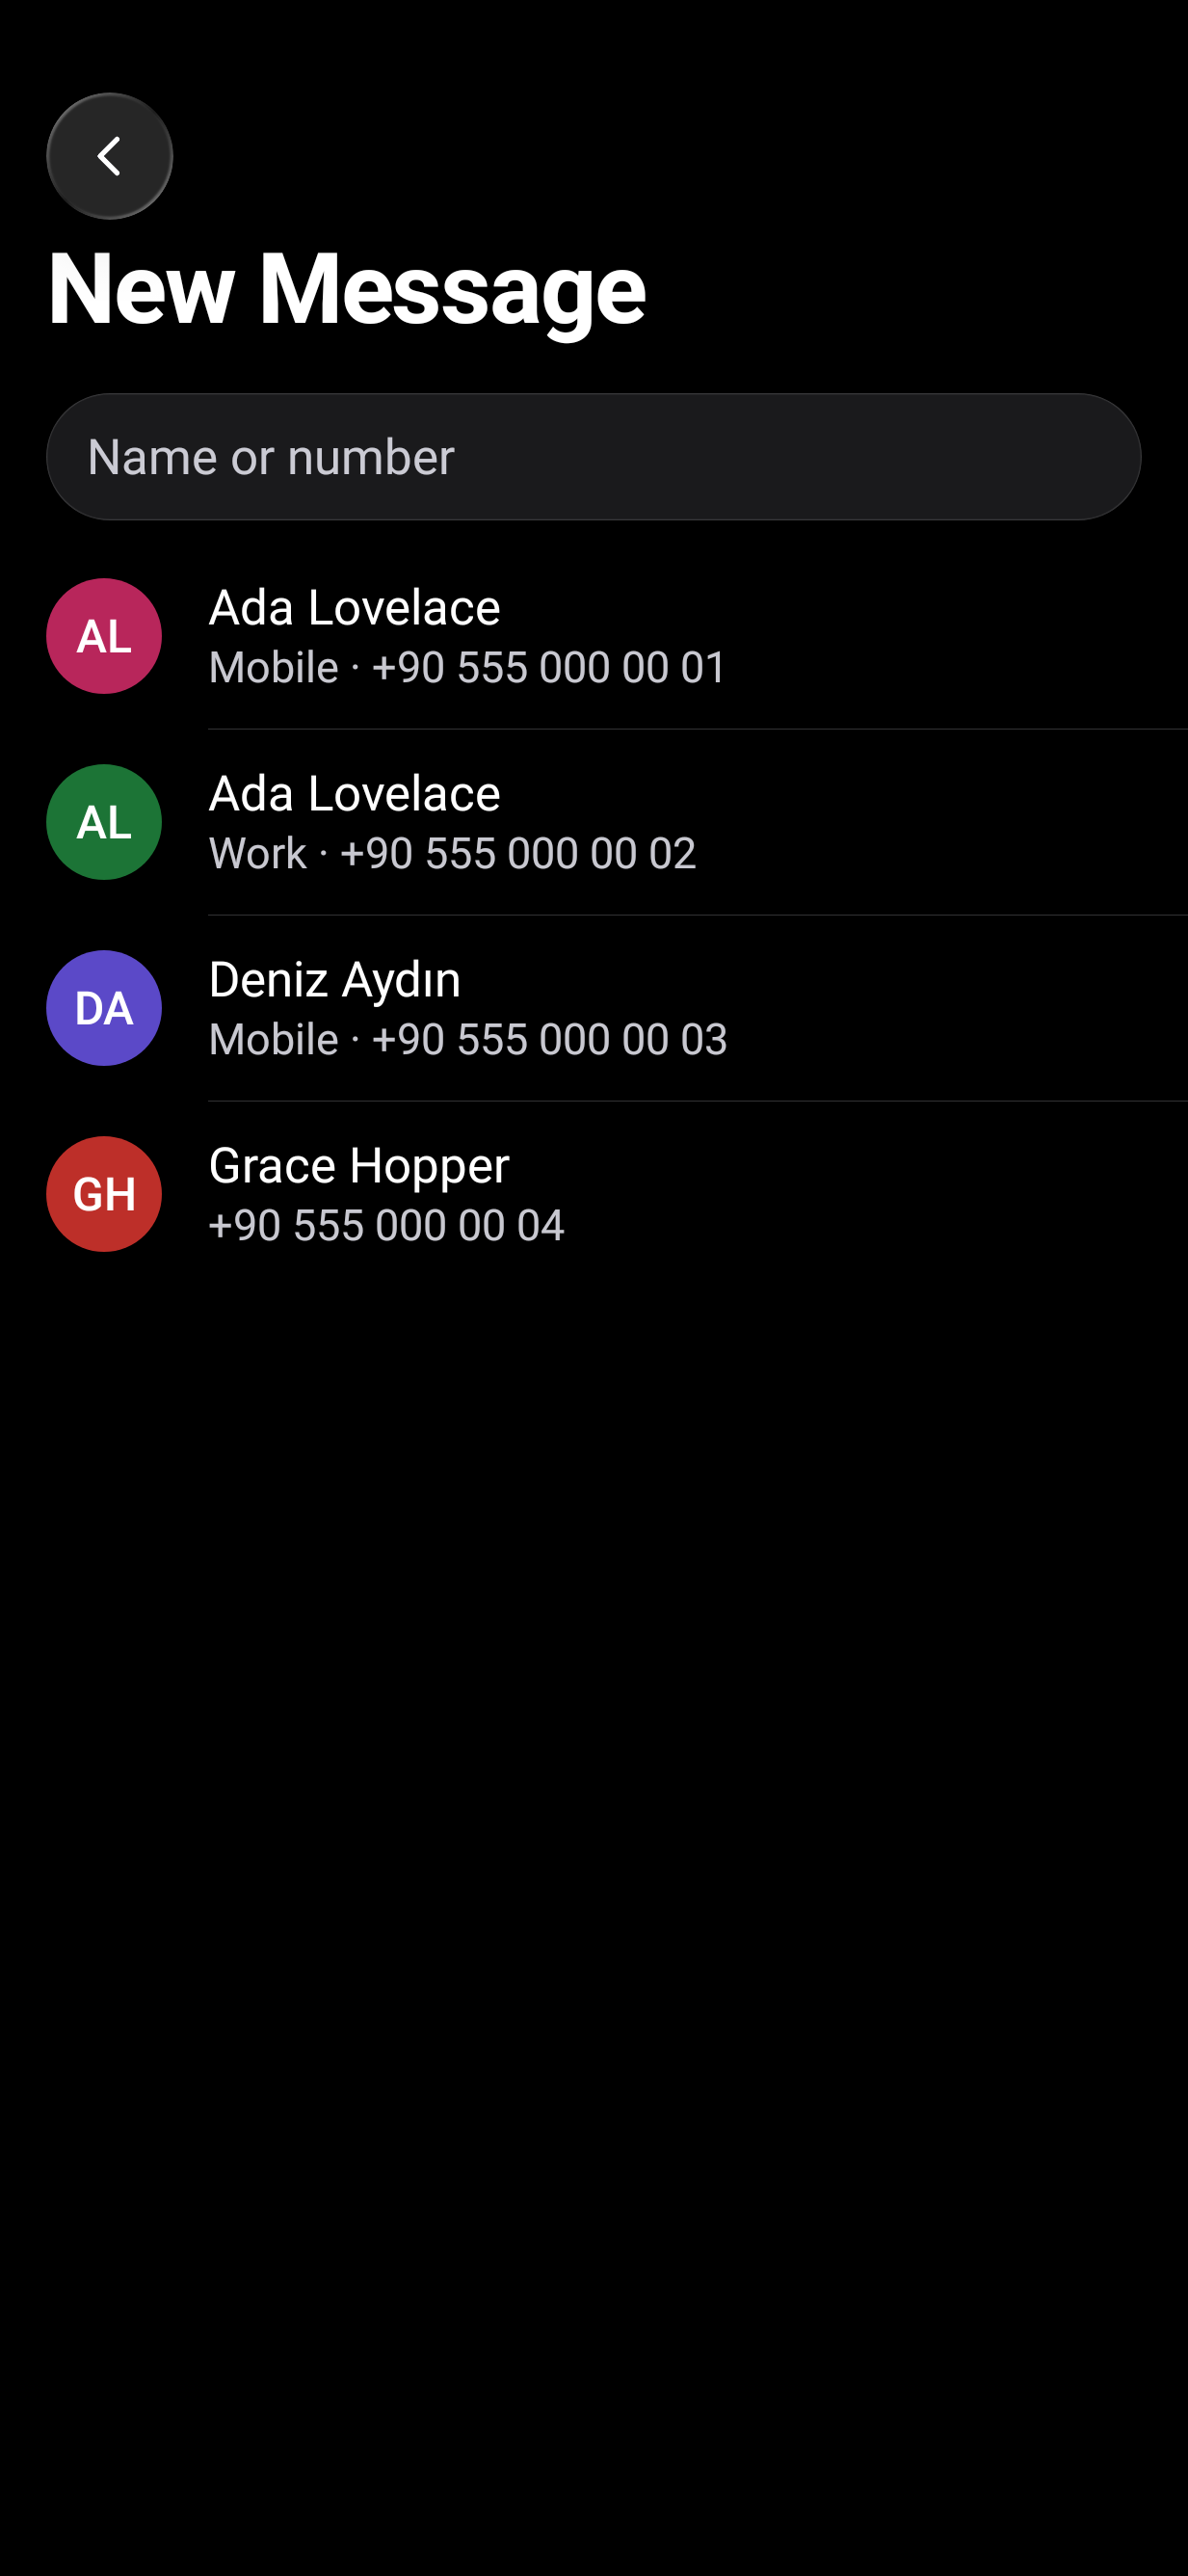 New Message
Name or number
AL
Ada Lovelace
Mobile · +90 555 000 00 01
AL
Ada Lovelace
Work · +90 555 000 00 02
DA
Deniz Aydın
Mobile · +90 555 000 00 03
GH
Grace Hopper
+90 555 000 00 04